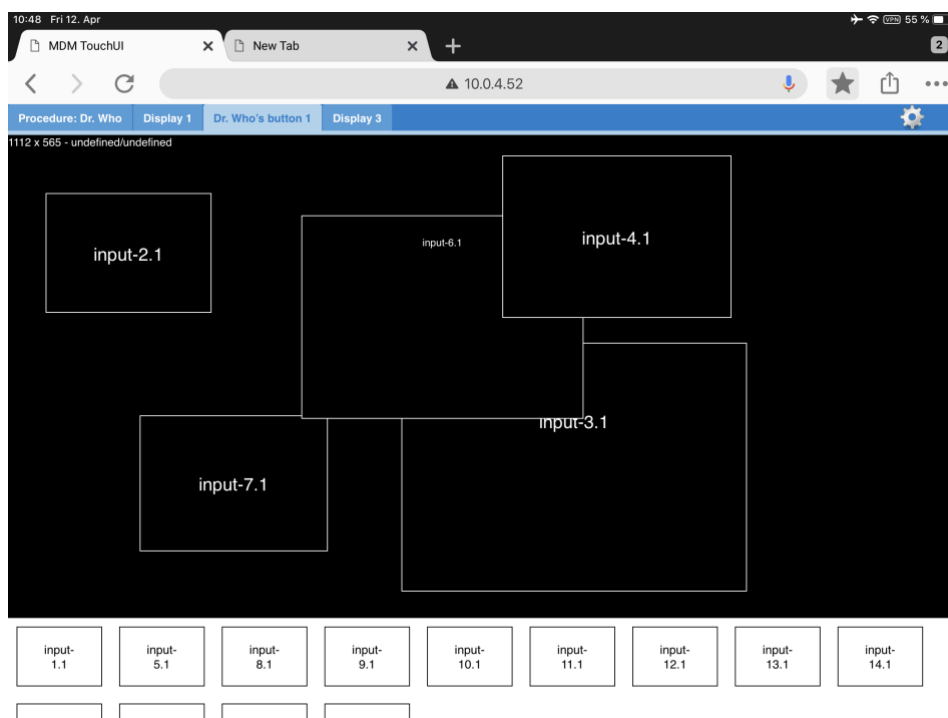 10:48 Fri 12. Apr
VPN 55 %
MDM TouchUI
New Tab
2
10.0.4.52
Procedure: Dr. Who Display 1 Dr. Who's button 1 Display 3
1112 x 565 - undefined/undefined
input-2.1
input-6.1
input-4.1
input-3.1
input-7.1
input-
1.1
input-
5.1
input-
8.1
input-
9.1
input-
10.1
input-
11.1
input-
12.1
input-
13.1
input-
14.1